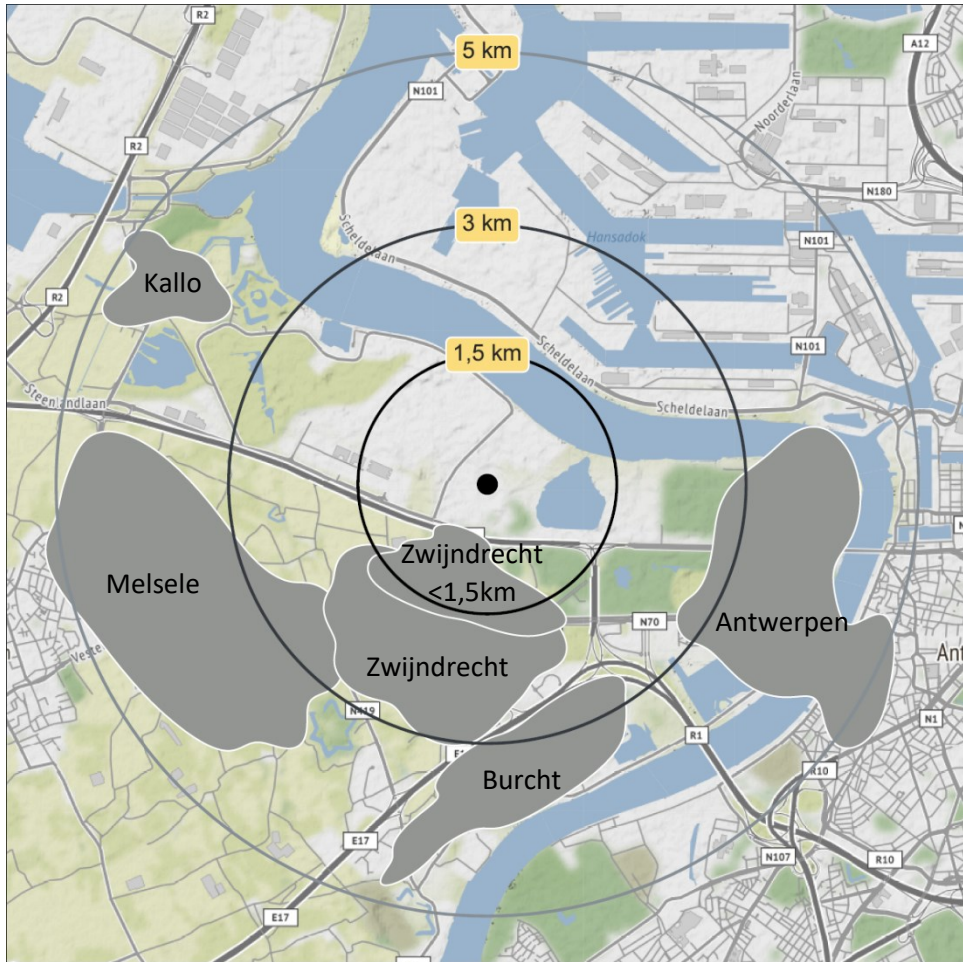 R2
5 km
A12
N101
Noorderlaan
R2
N180
Scheldelaan
3 km
Hansadok
N101
Kallo
R2
1,5 km
N101
Scheldelaan
Steenlandlaan
Scheldelaan
Zwijndrecht
<1,5km
Melsele
N70
Antwerpen
Veste
Zwijndrecht
Ant
N419
N1
R1
Burcht
R10
E17
N107
R10
E17